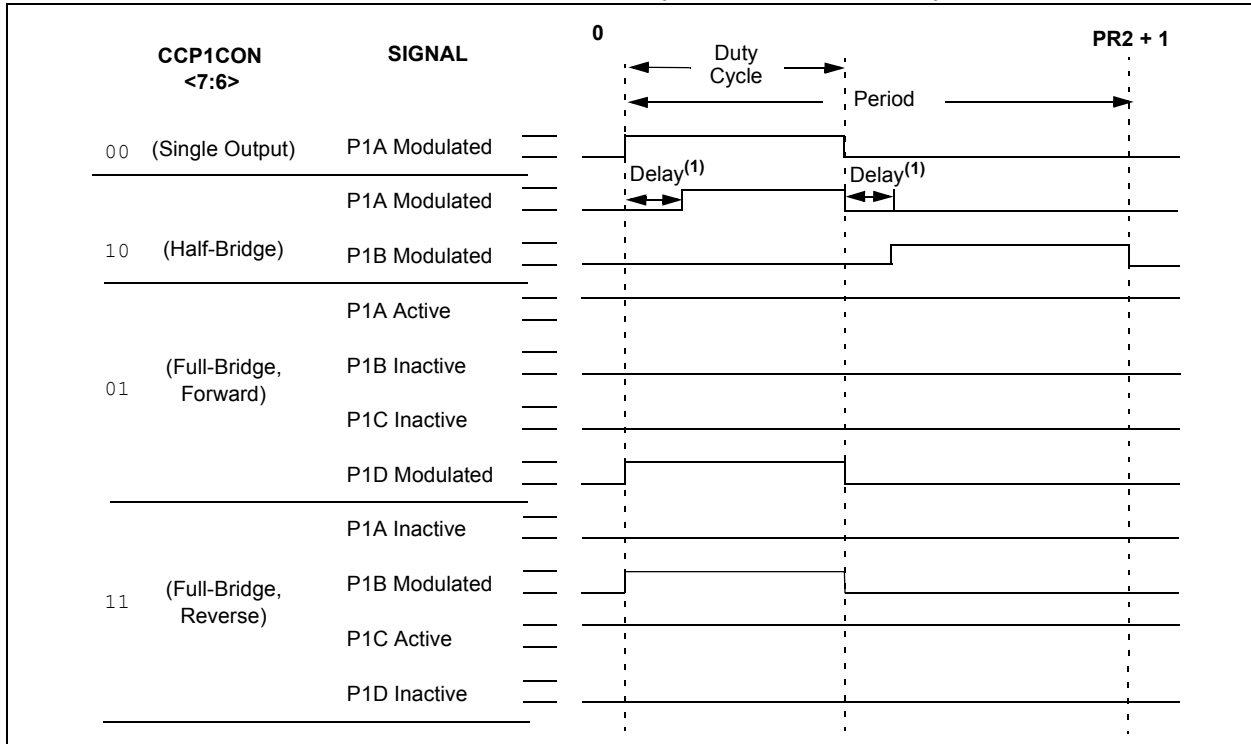 CCP1CON
<7:6>
SIGNAL
0
PR2 + 1
Duty
Cycle
Period
00 (Single Output) P1A Modulated
Delay(1) Delay(1)
P1A Modulated
10 (Half-Bridge) P1B Modulated
P1A Active
01 (Full-Bridge,
Forward)
P1B Inactive
P1C Inactive
P1D Modulated
P1A Inactive
11 (Full-Bridge,
Reverse)
P1B Modulated
P1C Active
P1D Inactive